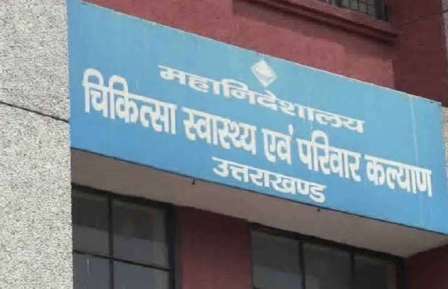 महानिदेशालय
चिकित्सा स्वास्थ्य एवं परिवार कल्याण
उत्तराखण्ड